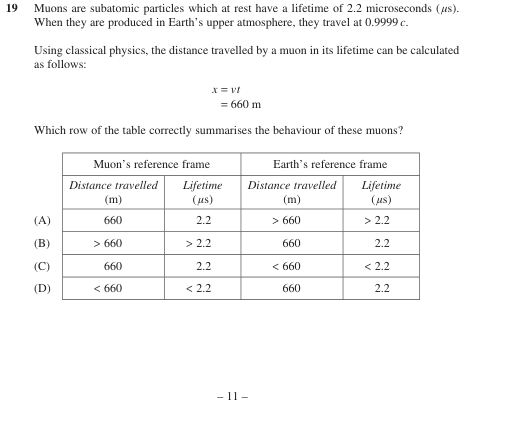 19 Muons are subatomic particles which at rest have a lifetime of 2.2 microseconds (μs).
When they are produced in Earth's upper atmosphere, they travel at 0.9999 c.
Using classical physics, the distance travelled by a muon in its lifetime can be calculated
as follows:
x = vt
= 660 m
Which row of the table correctly summarises the behaviour of these muons?
Muon's reference frame Earth's reference frame
Distance travelled Lifetime Distance travelled Lifetime
(m) (μs) (m) (μs)
(A) 660 2.2 > 660 > 2.2
(B) > 660 > 2.2 660 2.2
(C) 660 2.2 < 660 < 2.2
(D) < 660 < 2.2 660 2.2
– 11 –